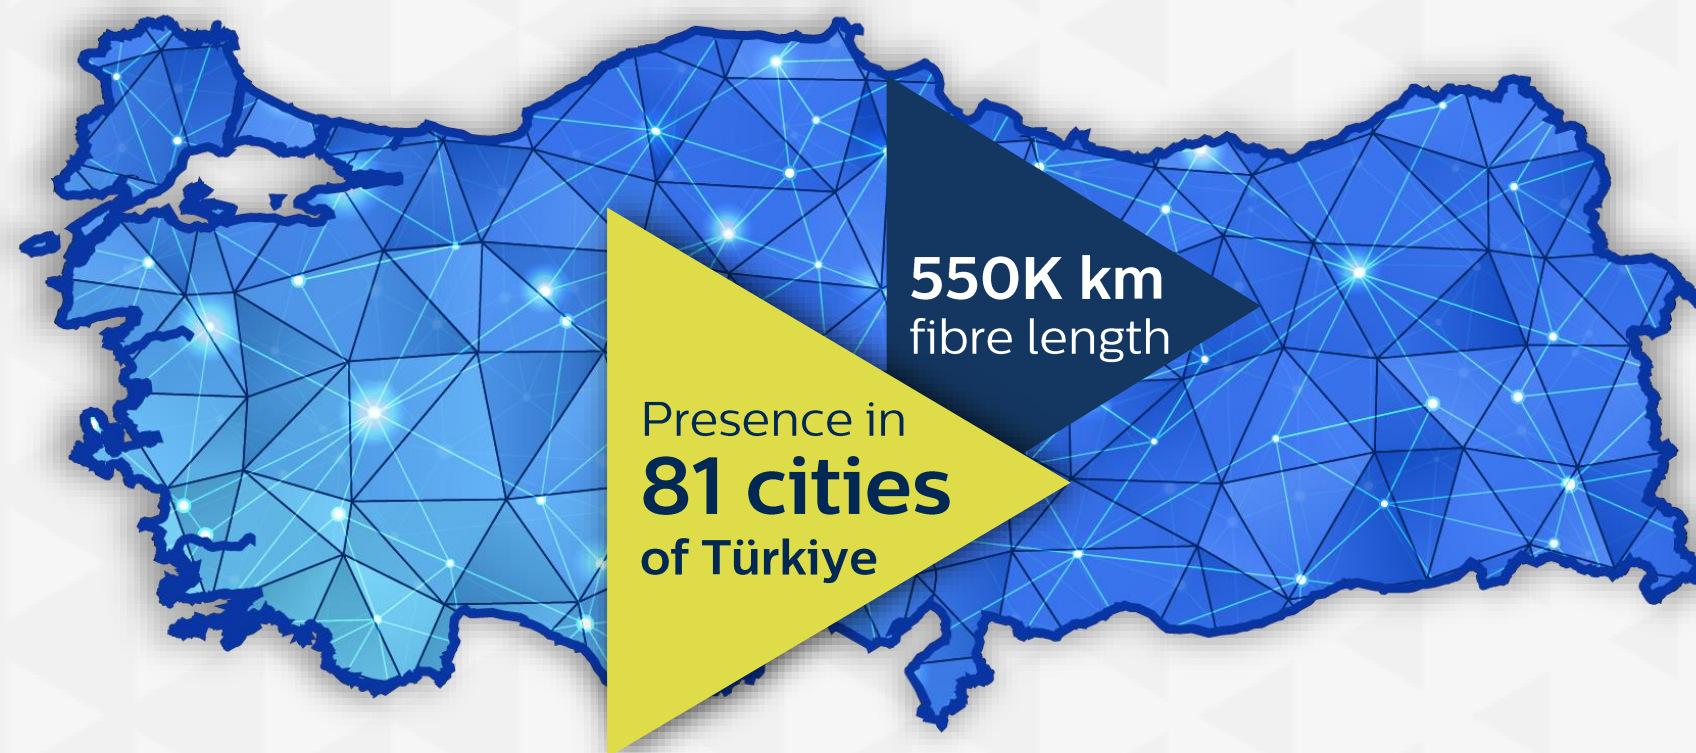 550K km
fibre length
Presence in
81 cities
of Türkiye